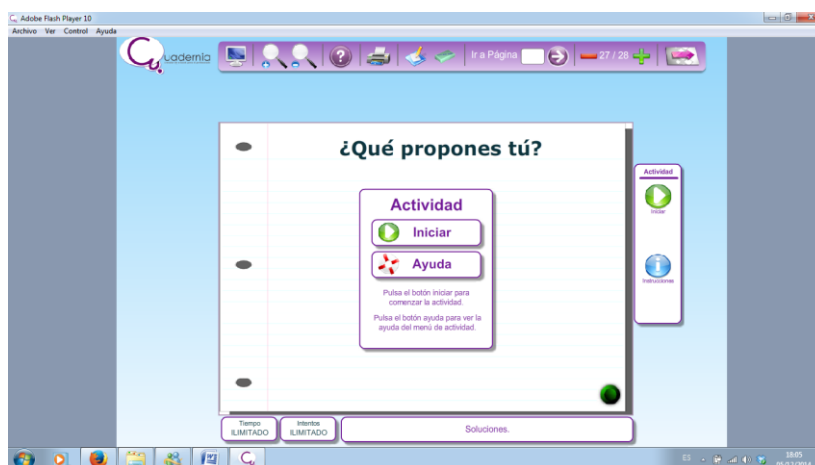 Adobe Flash Player 10
Archivo Ver Control Ayuda
Cuadernia
Ir a Página
27 / 28
¿Qué propones tú?
Actividad
Iniciar
Ayuda
Pulsa el botón iniciar para
comenzar la actividad.
Pulsa el botón ayuda para ver la
ayuda del menú de actividad.
Actividad
Iniciar
Instrucciones
Tiempo
ILIMITADO
Intentos
ILIMITADO
Soluciones.
ES
18:05